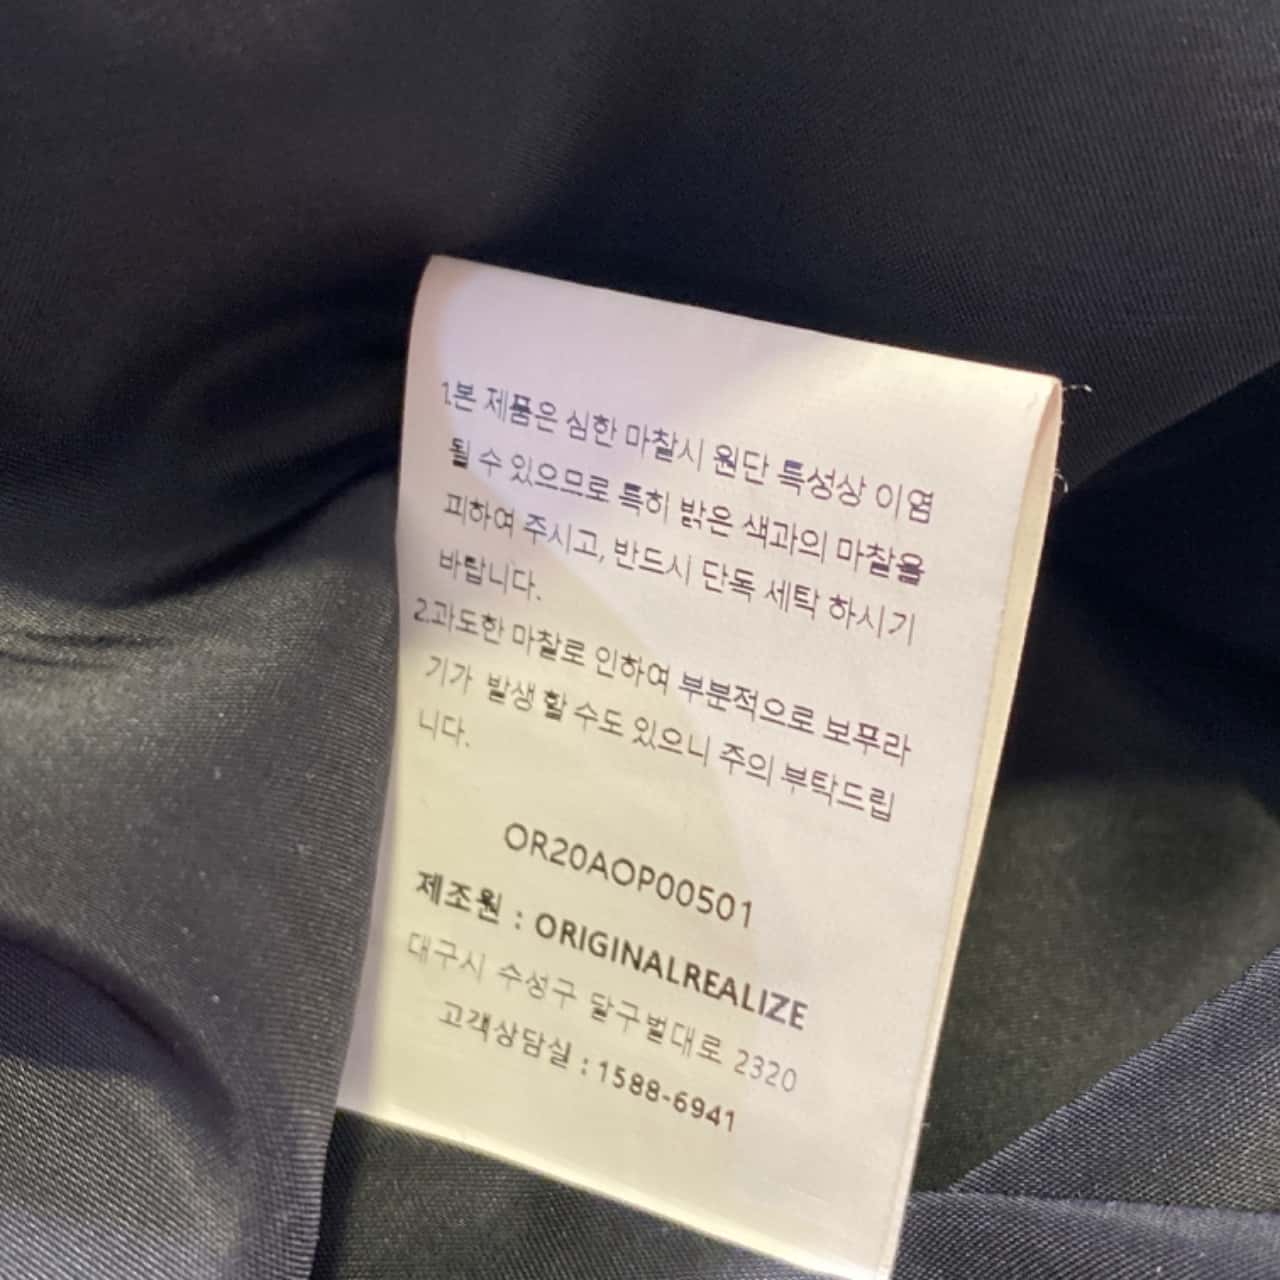 1.본 제품은 심한 마찰시 원단 특성상 이염
될 수 있으므로 특히 밝은 색과의 마찰을
피하여 주시고, 반드시 단독 세탁 하시기
바랍니다.
2.과도한 마찰로 인하여 부분적으로 보푸라
기가 발생 할 수도 있으니 주의 부탁드립
니다.
OR20AOP00501
제조원 : ORIGINALREALIZE
대구시 수성구 달구벌대로 2320
고객상담실 : 1588-6941